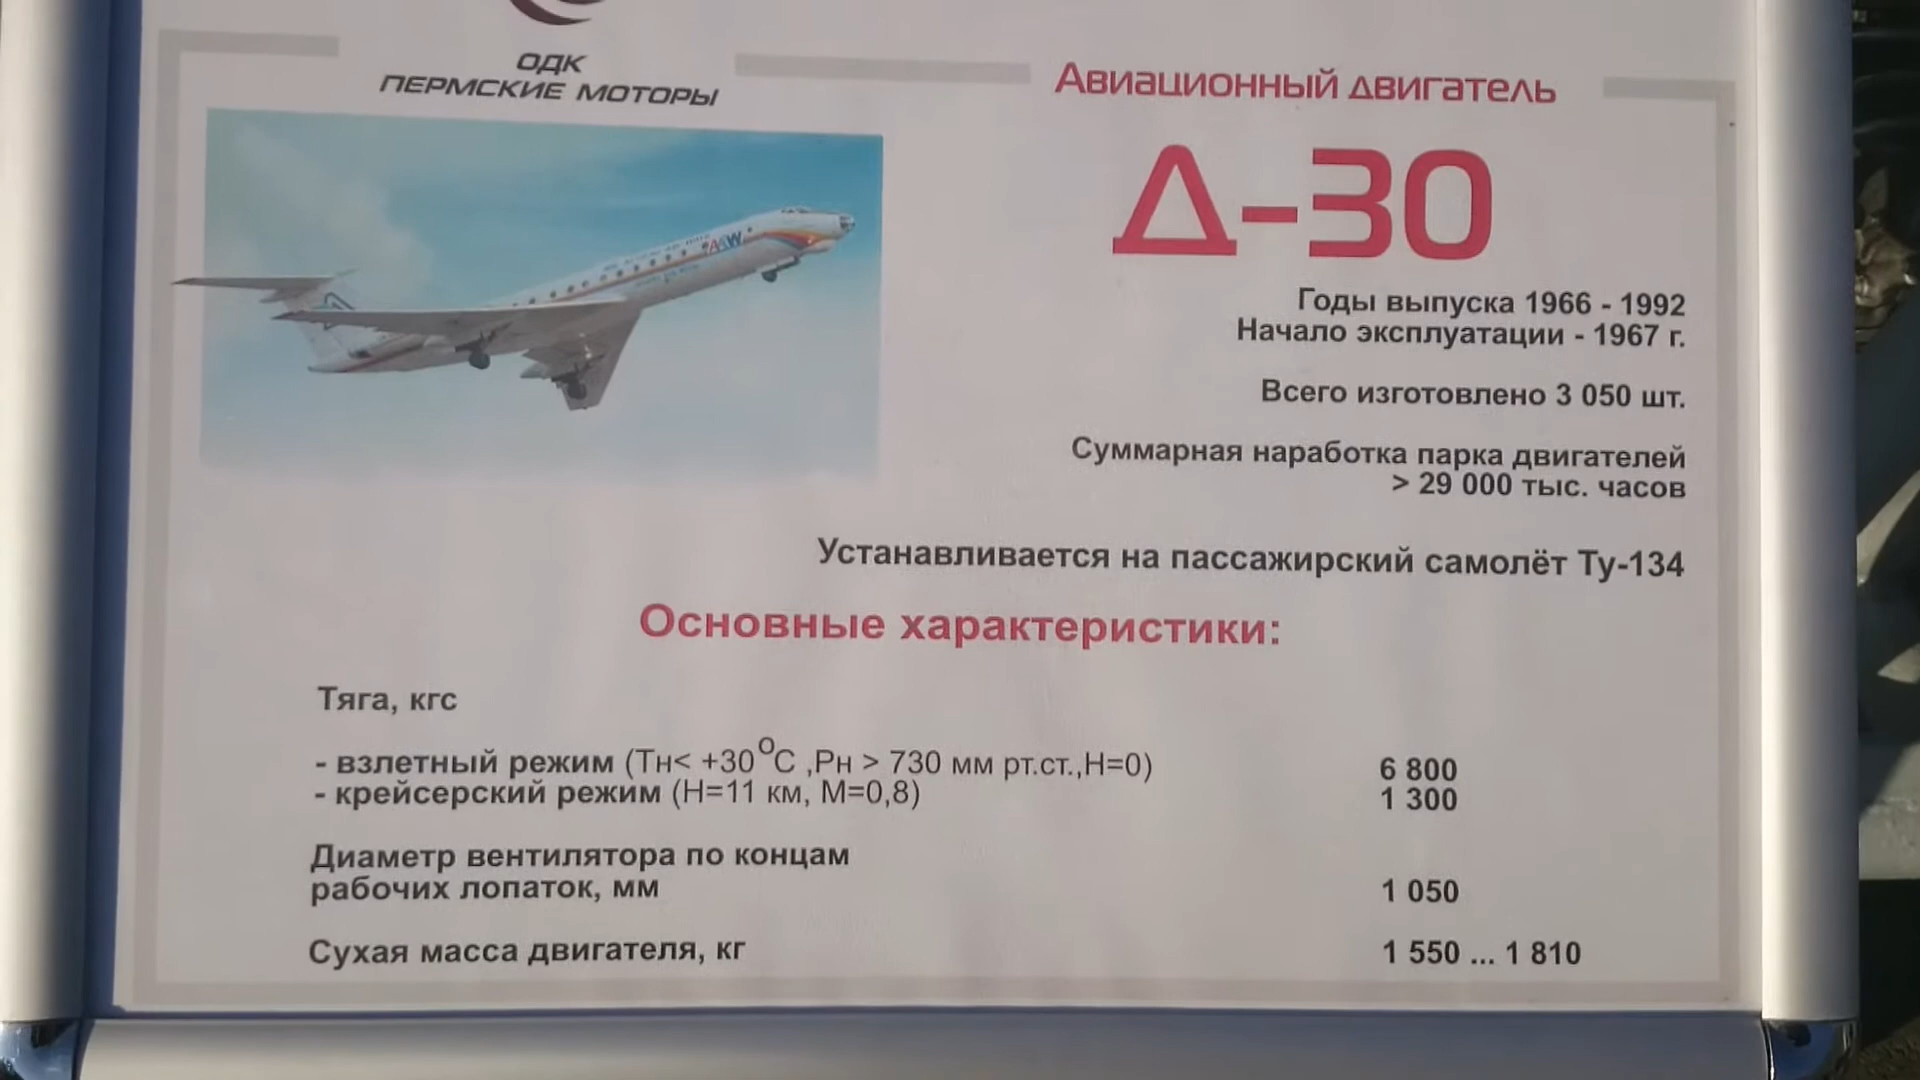 ОДК
ПЕРМСКИЕ МОТОРЫ
Авиационный двигатель
Д-30
Годы выпуска 1966 - 1992
Начало эксплуатации - 1967 г.
Всего изготовлено 3 050 шт.
Суммарная наработка парка двигателей
> 29 000 тыс. часов
Устанавливается на пассажирский самолёт Ту-134
Основные характеристики:
Тяга, кгс
- взлетный режим (Тн< +30°С ,Рн > 730 мм рт.ст.,Н=0) 6 800
- крейсерский режим (Н=11 км, М=0,8) 1 300
Диаметр вентилятора по концам
рабочих лопаток, мм 1 050
Сухая масса двигателя, кг 1 550 ... 1 810